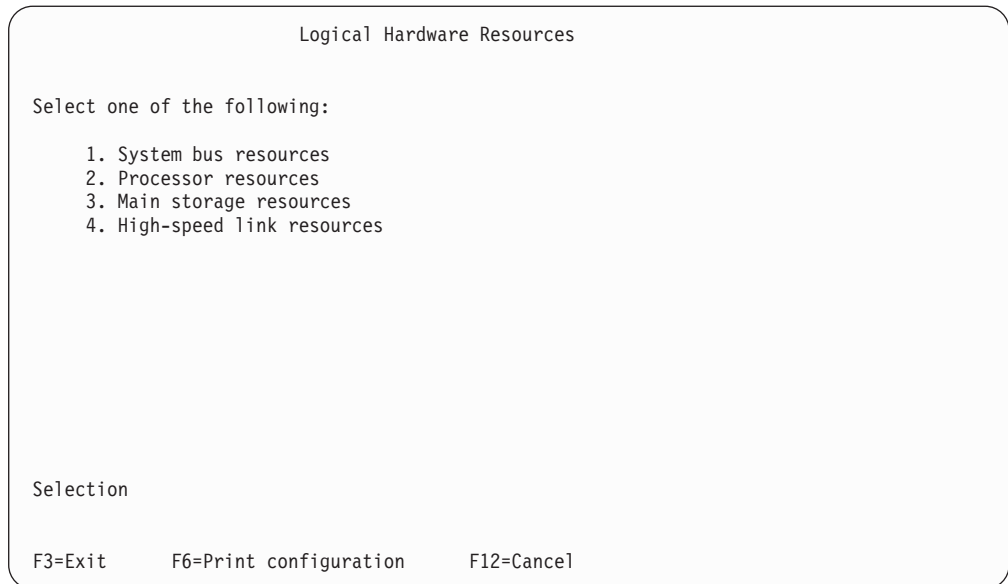 Logical Hardware Resources
Select one of the following:
1. System bus resources
2. Processor resources
3. Main storage resources
4. High-speed link resources
Selection
F3=Exit F6=Print configuration F12=Cancel